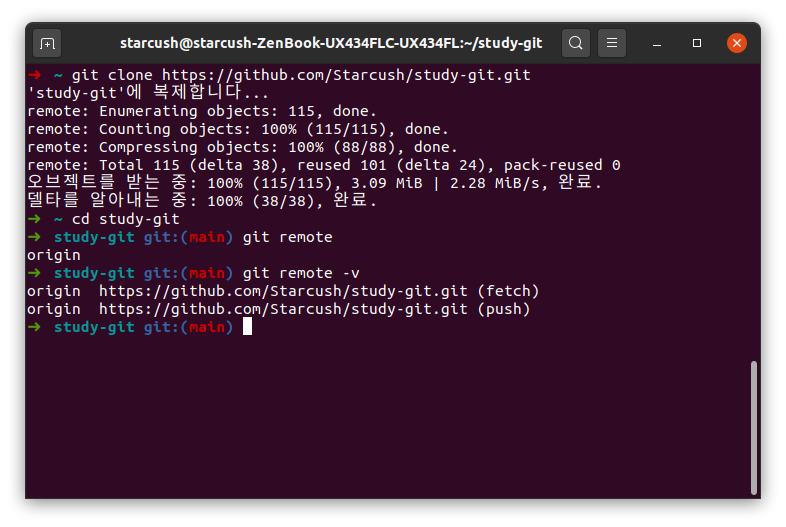 starcush@starcush-ZenBook-UX434FLC-UX434FL:~/study-git
➜ ~ git clone https://github.com/Starcush/study-git.git
'study-git'에 복제합니다...
remote: Enumerating objects: 115, done.
remote: Counting objects: 100% (115/115), done.
remote: Compressing objects: 100% (88/88), done.
remote: Total 115 (delta 38), reused 101 (delta 24), pack-reused 0
오브젝트를 받는 중: 100% (115/115), 3.09 MiB | 2.28 MiB/s, 완료.
델타를 알아내는 중: 100% (38/38), 완료.
➜ ~ cd study-git
➜ study-git git:(main) git remote
origin
➜ study-git git:(main) git remote -v
origin https://github.com/Starcush/study-git.git (fetch)
origin https://github.com/Starcush/study-git.git (push)
➜ study-git git:(main)